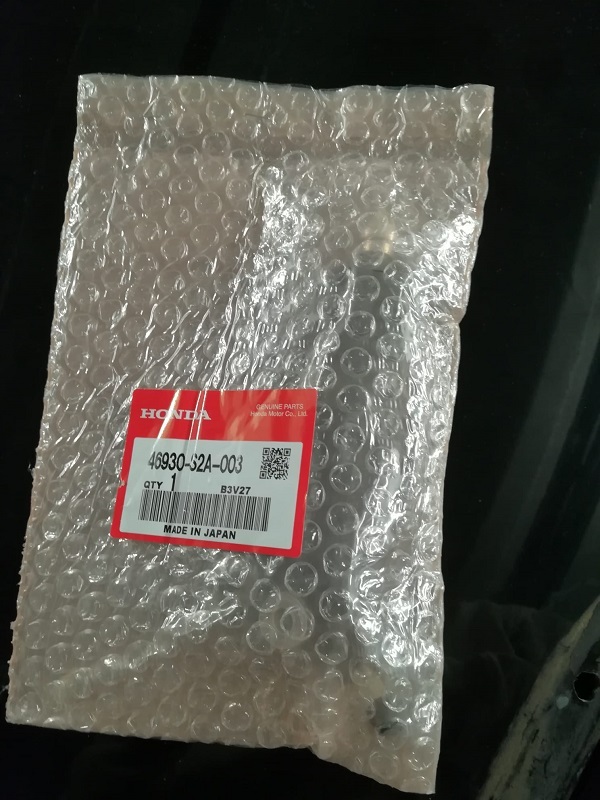 HONDA
GENUINE PARTS
Honda Motor Co., Ltd.
46930-S2A-003
QTY 1
B3V27
MADE IN JAPAN